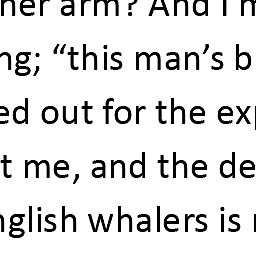 her arm? And I m
ng; “this man’s b
ed out for the exp
t me, and the de
nglish whalers is r